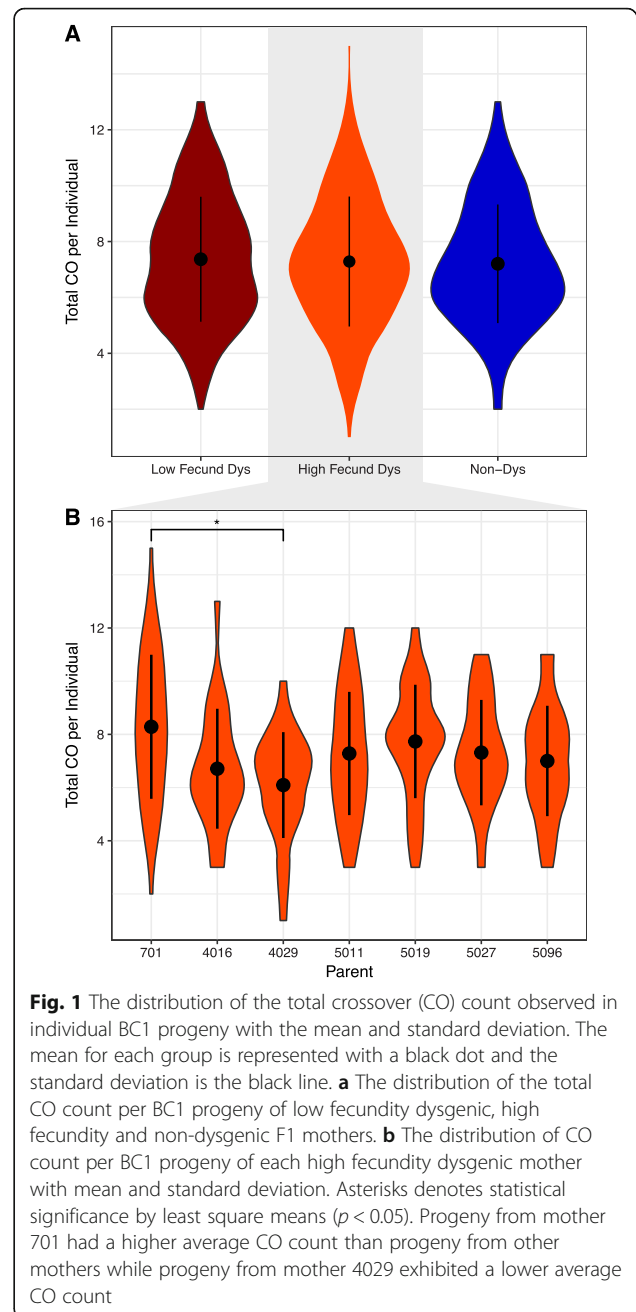 A
Total CO per Individual
12
8
4
Low Fecund Dys High Fecund Dys Non−Dys
B
Total CO per Individual
16
12
8
4
*
701 4016 4029 5011 5019 5027 5096
Parent
Fig. 1 The distribution of the total crossover (CO) count observed in
individual BC1 progeny with the mean and standard deviation. The
mean for each group is represented with a black dot and the
standard deviation is the black line. a The distribution of the total
CO count per BC1 progeny of low fecundity dysgenic, high
fecundity and non-dysgenic F1 mothers. b The distribution of CO
count per BC1 progeny of each high fecundity dysgenic mother
with mean and standard deviation. Asterisks denotes statistical
significance by least square means (p < 0.05). Progeny from mother
701 had a higher average CO count than progeny from other
mothers while progeny from mother 4029 exhibited a lower average
CO count